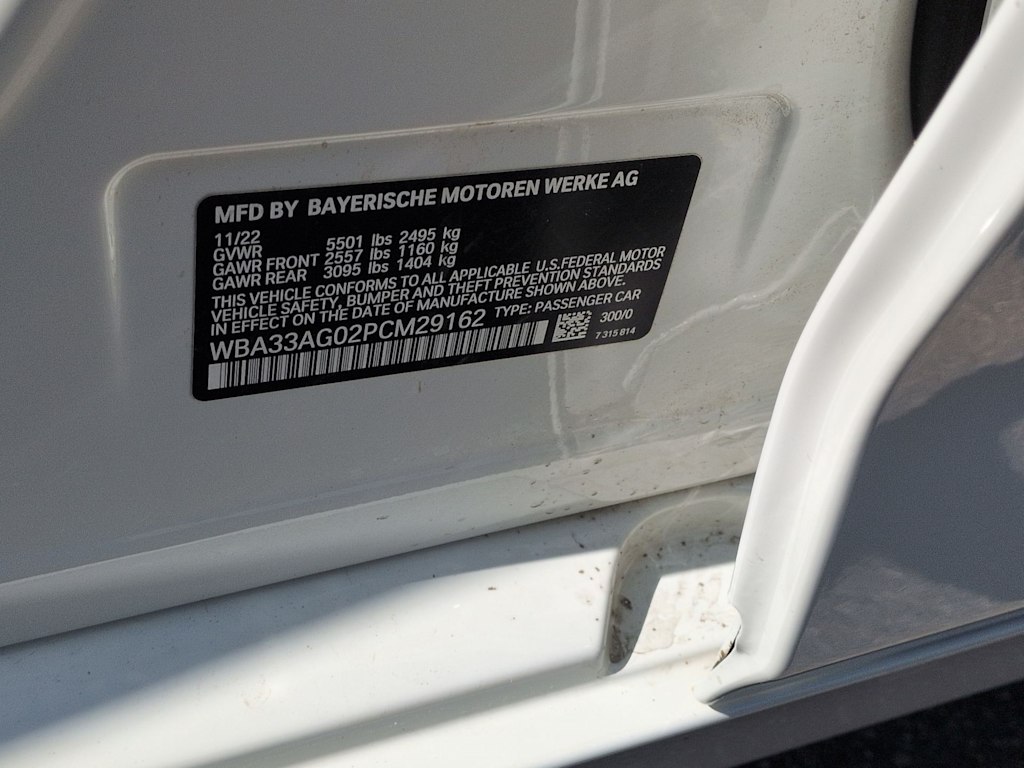 MFD BY BAYERISCHE MOTOREN WERKE AG
11/22
GVWR 5501 lbs 2495 kg
GAWR FRONT 2557 lbs 1160 kg
GAWR REAR 3095 lbs 1404 kg
THIS VEHICLE CONFORMS TO ALL APPLICABLE U.S.FEDERAL MOTOR
VEHICLE SAFETY, BUMPER AND THEFT PREVENTION STANDARDS
IN EFFECT ON THE DATE OF MANUFACTURE SHOWN ABOVE.
WBA33AG02PCM29162 TYPE: PASSENGER CAR
300/0
7 315 814